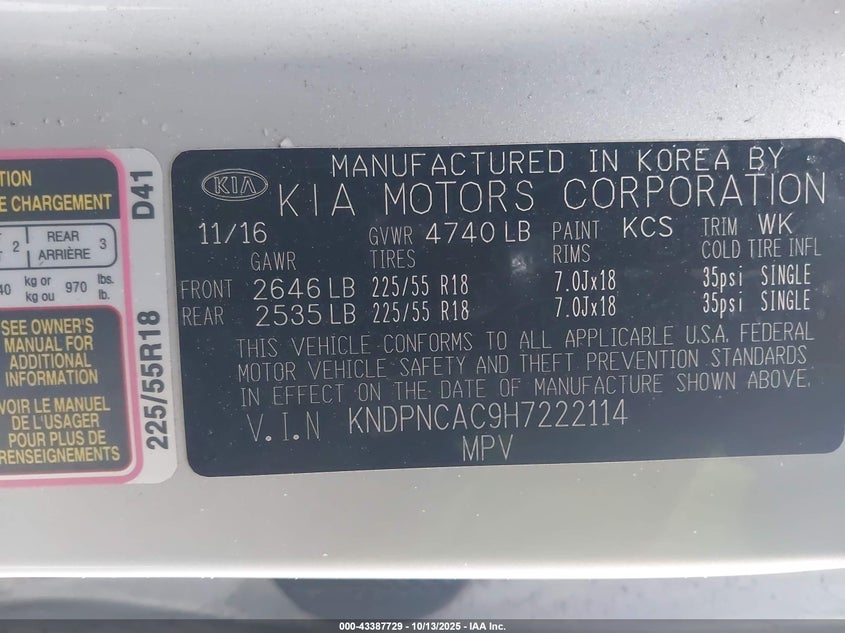 TION
E CHARGEMENT
2 REAR ARRIÈRE 3
40 kg or kg ou 970 lbs. lb.
SEE OWNER'S
MANUAL FOR
ADDITIONAL
INFORMATION
VOIR LE MANUEL
DE L'USAGER
POUR PLUS DE
RENSEIGNEMENTS
225/55R18 D41
KIA
MANUFACTURED IN KOREA BY
KIA MOTORS CORPORATION
11/16 GVWR 4740 LB PAINT KCS TRIM WK
GAWR TIRES RIMS COLD TIRE INFL
FRONT 2646 LB 225/55 R18 7.0Jx18 35psi SINGLE
REAR 2535 LB 225/55 R18 7.0Jx18 35psi SINGLE
THIS VEHICLE CONFORMS TO ALL APPLICABLE U.S.A. FEDERAL
MOTOR VEHICLE SAFETY AND THEFT PREVENTION STANDARDS
IN EFFECT ON THE DATE OF MANUFACTURE SHOWN ABOVE.
V.I.N KNDPNCAC9H7222114
MPV
000-43387729 - 10/13/2025 - IAA Inc.